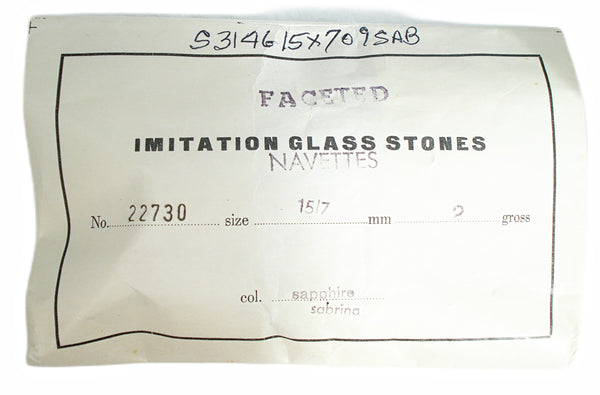 S314615X709SAB
FACETED
IMITATION GLASS STONES
NAVETTES
No. 22730 size 15/7 mm 2 gross
col. sapphire
sabrina